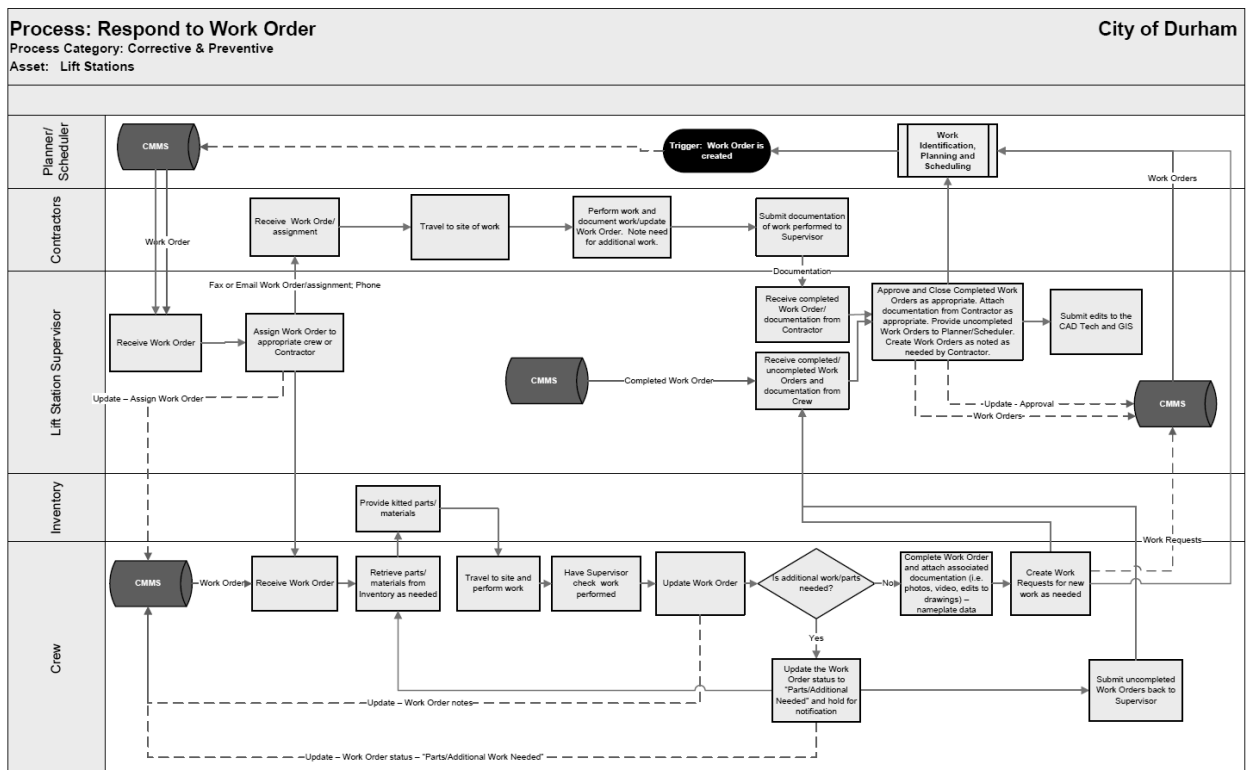 Process: Respond to Work Order
City of Durham
Process Category: Corrective & Preventive
Asset: Lift Stations
Planner/
Scheduler
CMMS
Trigger: Work Order is
created
Work
Identification,
Planning and
Scheduling
Work Orders
Contractors
Receive Work Orde/
assignment
Travel to site of work
Perform work and
document work/update
Work Order. Note need
for additional work.
Submit documentation
of work performed to
Supervisor
Work Order
Documentation
Fax or Email Work Order/assignment; Phone
Lift Station Supervisor
Receive Work Order
Assign Work Order to
appropriate crew or
Contractor
Receive completed
Work Order/
documentation from
Contractor
Approve and Close Completed Work
Orders as appropriate. Attach
documentation from Contractor as
appropriate. Provide uncompleted
Work Orders to Planner/Scheduler.
Create Work Orders as noted as
needed by Contractor.
Submit edits to the
CAD Tech and GIS
CMMS
Completed Work Order
Receive completed/
uncompleted Work
Orders and
documentation from
Crew
Update – Assign Work Order
Update - Approval
Work Orders
CMMS
Inventory
Provide kitted parts/
materials
Work Requests
Crew
CMMS
Work Order
Receive Work Order
Retrieve parts/
materials from
Inventory as needed
Travel to site and
perform work
Have Supervisor
check work
performed
Update Work Order
Is additional work/parts
needed?
No
Complete Work Order
and attach associated
documentation (i.e.
photos, video, edits to
drawings) –
nameplate data
Create Work
Requests for new
work as needed
Yes
Update the Work
Order status to
"Parts/Additional
Needed" and hold for
notification
Submit uncompleted
Work Orders back to
Supervisor
Update – Work Order notes
Update – Work Order status – "Parts/Additional Work Needed"